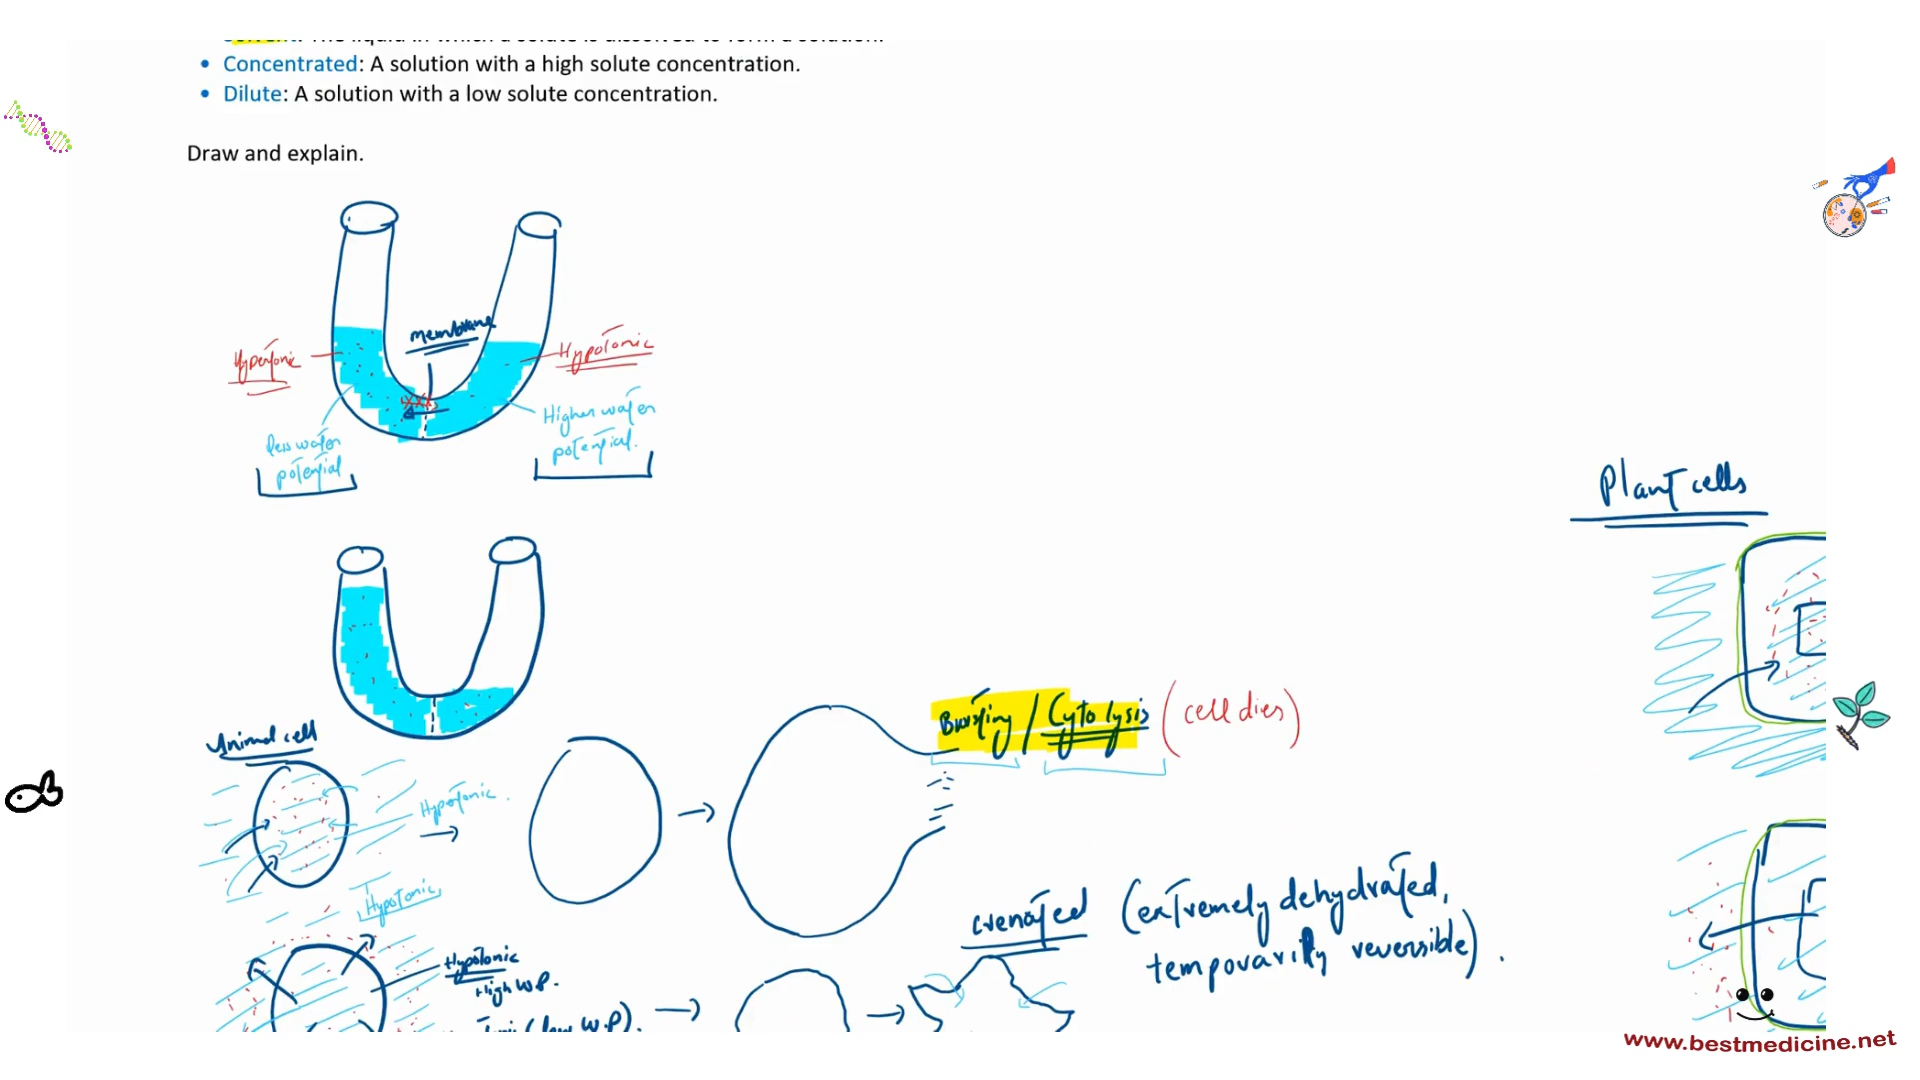 • Concentrated: A solution with a high solute concentration.
• Dilute: A solution with a low solute concentration.
Draw and explain.
membrane
Hypertonic
Hypotonic
Higher water
potential.
less water
potential
Plant cells
Bursting / Cytolysis (cell dies)
Animal cell
Hypotonic.
Hypotonic
crenated (extremely dehydrated,
temporarily reversible).
Hypotonic
High W.P.
(low W.P).
www.bestmedicine.net